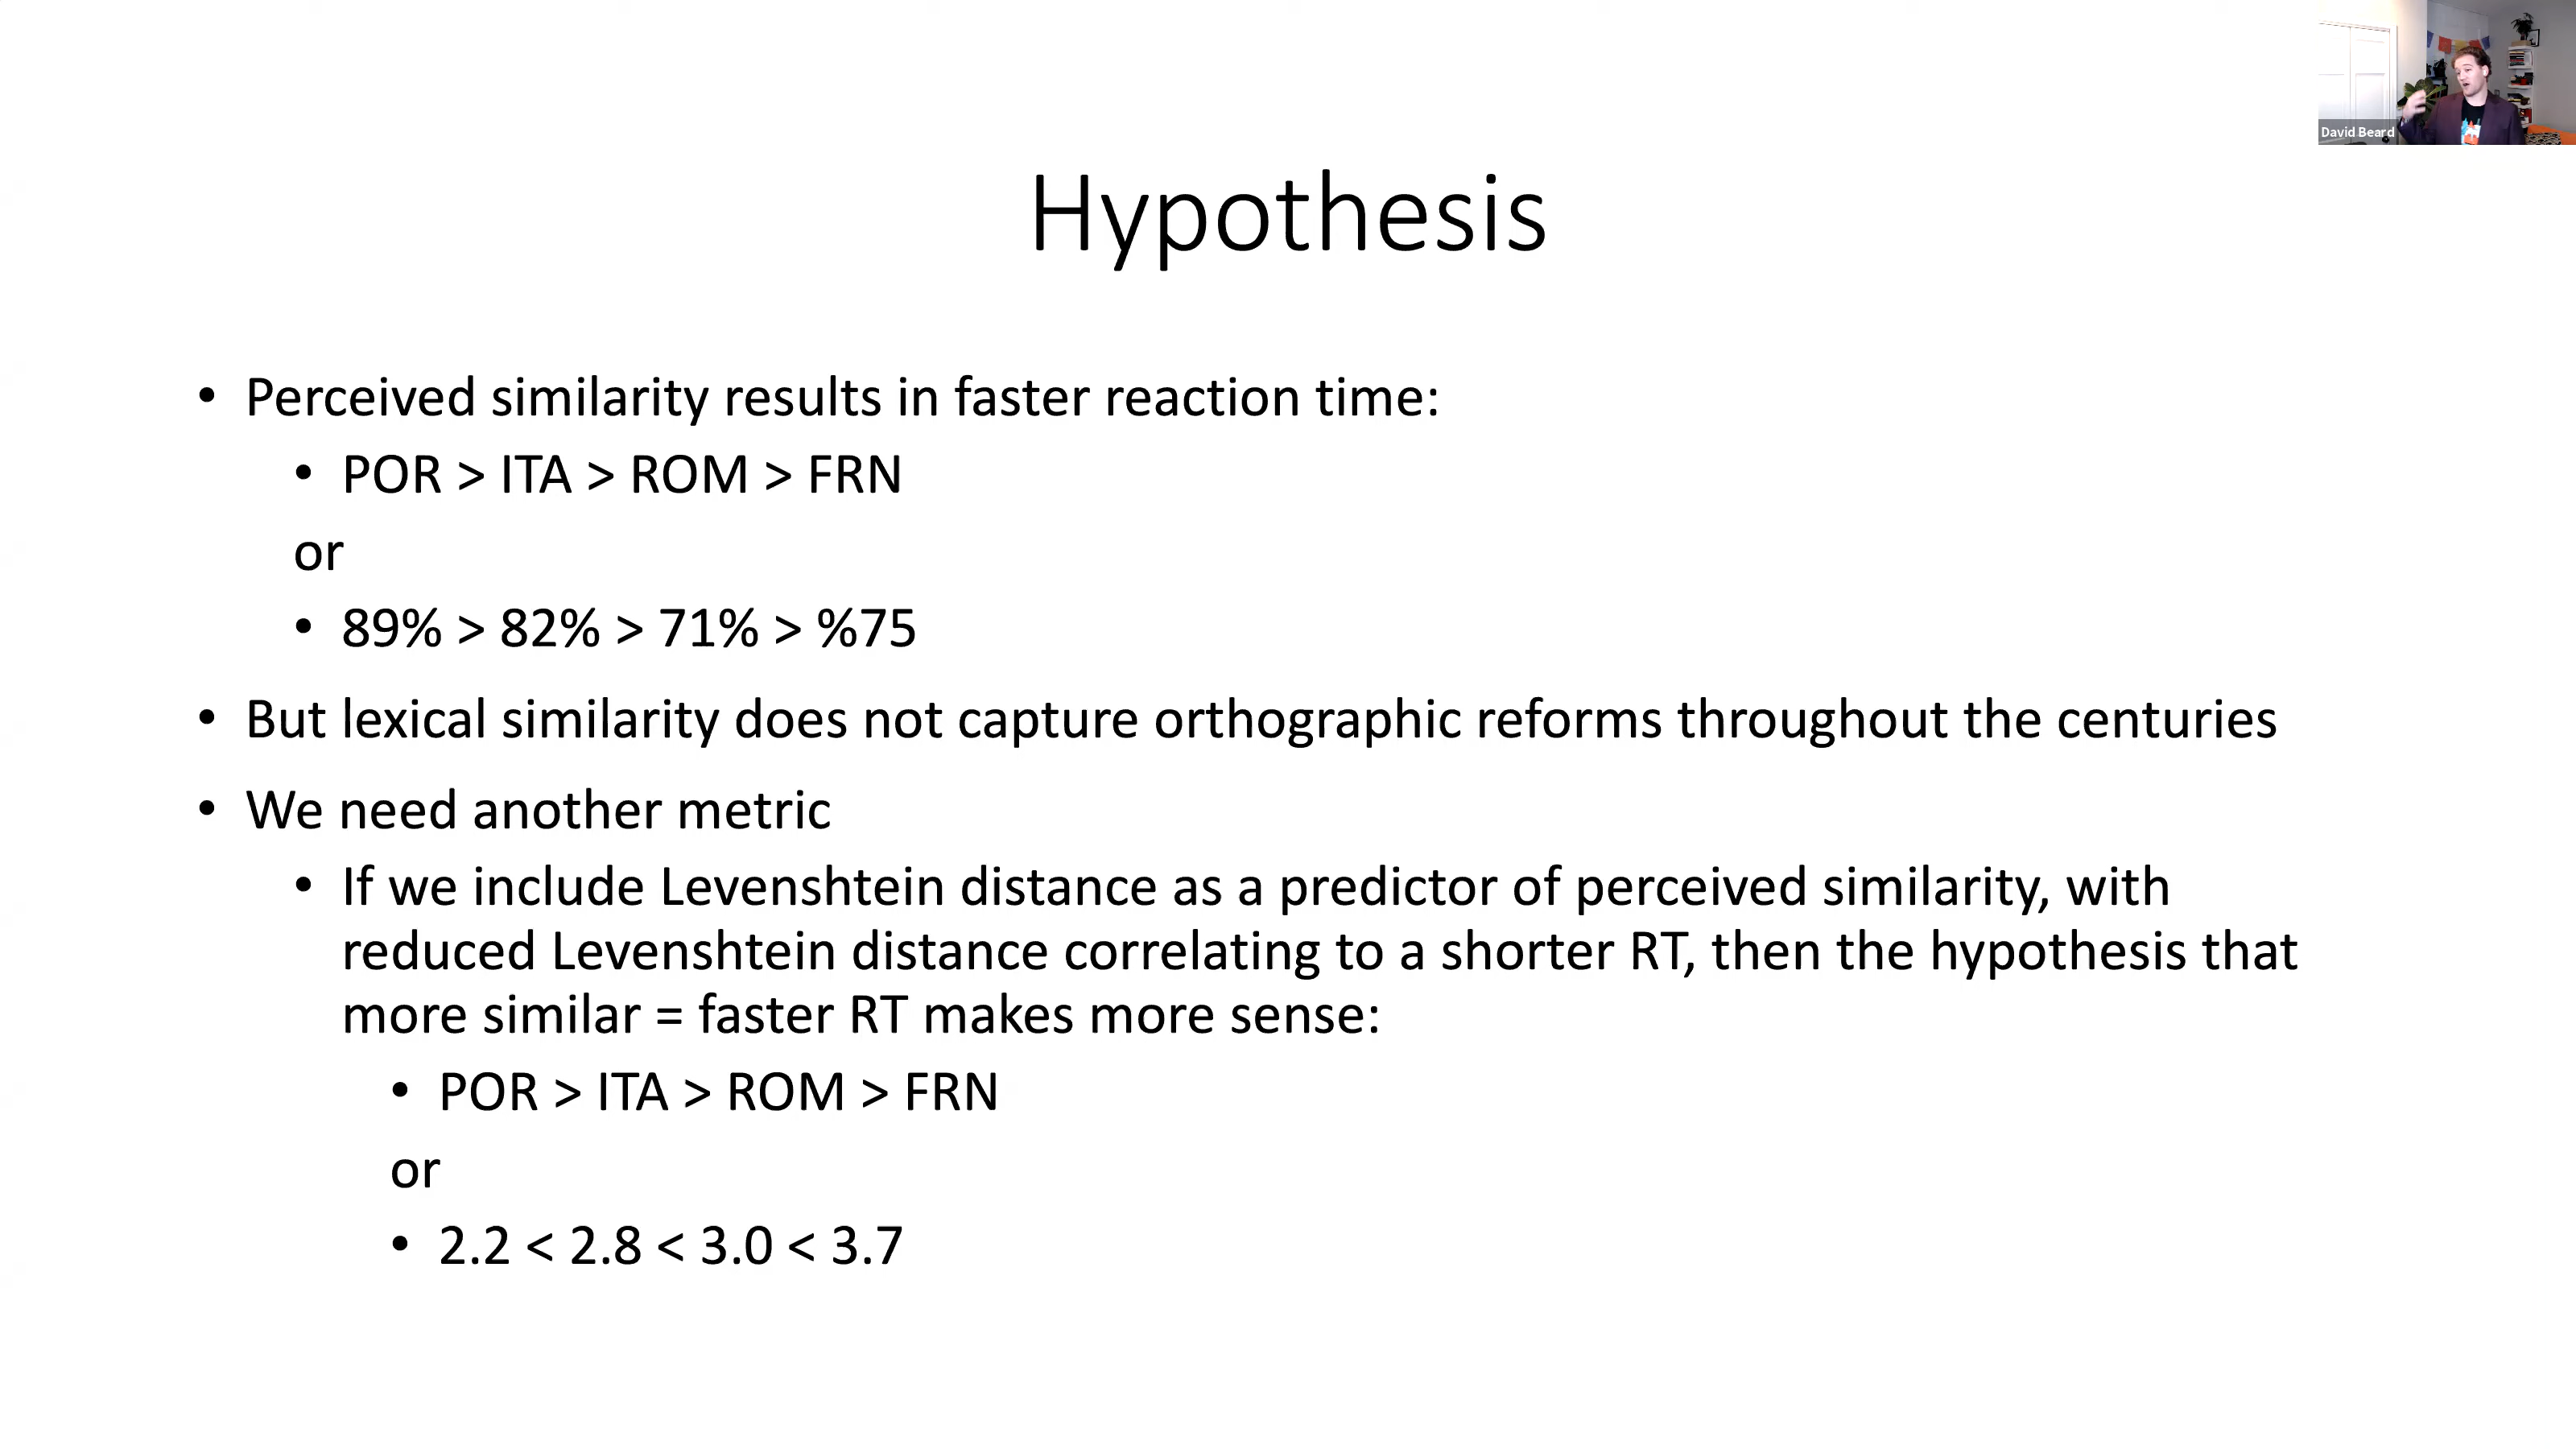 David Beard
Hypothesis
• Perceived similarity results in faster reaction time:
• POR > ITA > ROM > FRN
or
• 89% > 82% > 71% > %75
• But lexical similarity does not capture orthographic reforms throughout the centuries
• We need another metric
• If we include Levenshtein distance as a predictor of perceived similarity, with
reduced Levenshtein distance correlating to a shorter RT, then the hypothesis that
more similar = faster RT makes more sense:
• POR > ITA > ROM > FRN
or
• 2.2 < 2.8 < 3.0 < 3.7